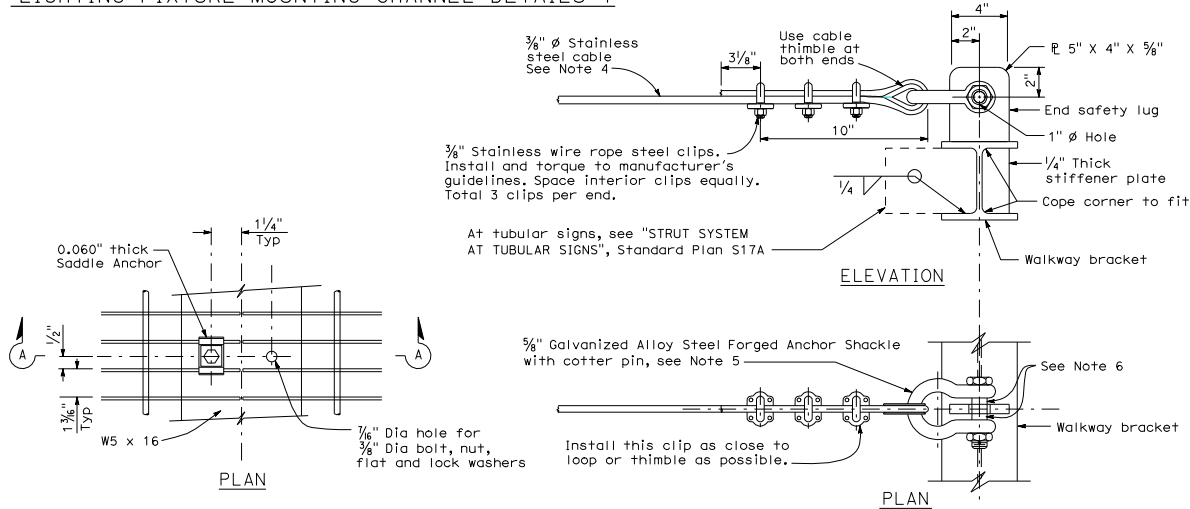 LIGHTING FIXTURE MOUNTING CHANNEL DETAILS
4"
2"
⅜" Ø Stainless
steel cable
See Note 4
3⅛"
Use cable
thimble at
both ends
℄ 5" X 4" X ⅝"
2"
End safety lug
1" Ø Hole
10"
⅜" Stainless wire rope steel clips.
Install and torque to manufacturer's
guidelines. Space interior clips equally.
Total 3 clips per end.
¼
¼" Thick
stiffener plate
Cope corner to fit
At tubular signs, see "STRUT SYSTEM
AT TUBULAR SIGNS", Standard Plan S17A
Walkway bracket
ELEVATION
1¼"
Typ
0.060" thick
Saddle Anchor
½"
A
A
1 3/16"
Typ
W5 x 16
7/16" Dia hole for
⅜" Dia bolt, nut,
flat and lock washers
PLAN
⅝" Galvanized Alloy Steel Forged Anchor Shackle
with cotter pin, see Note 5
See Note 6
Walkway bracket
Install this clip as close to
loop or thimble as possible.
PLAN